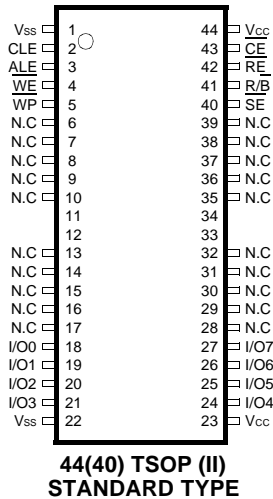 Vss 1 44 Vcc
CLE 2 43 CE
ALE 3 42 RE
WE 4 41 R/B
WP 5 40 SE
N.C 6 39 N.C
N.C 7 38 N.C
N.C 8 37 N.C
N.C 9 36 N.C
N.C 10 35 N.C
11 34
12 33
N.C 13 32 N.C
N.C 14 31 N.C
N.C 15 30 N.C
N.C 16 29 N.C
N.C 17 28 N.C
I/O0 18 27 I/O7
I/O1 19 26 I/O6
I/O2 20 25 I/O5
I/O3 21 24 I/O4
Vss 22 23 Vcc
44(40) TSOP (II)
STANDARD TYPE